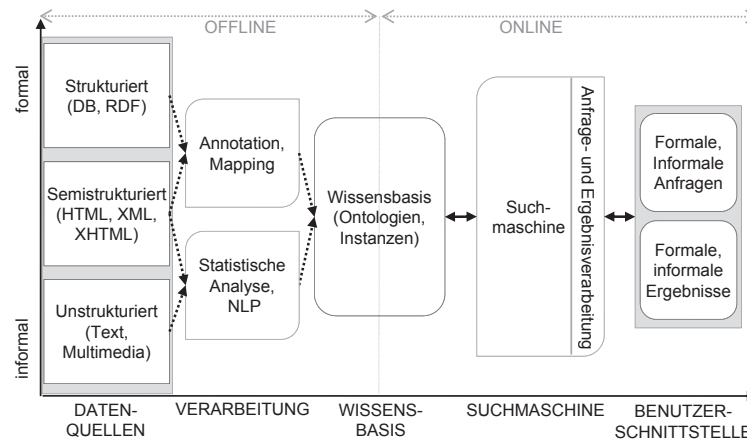 OFFLINE
ONLINE
formal
informal
Strukturiert
(DB, RDF)
Semistrukturiert
(HTML, XML,
XHTML)
Unstrukturiert
(Text,
Multimedia)
Annotation,
Mapping
Statistische
Analyse,
NLP
Wissensbasis
(Ontologien,
Instanzen)
Such-
maschine
Anfrage- und Ergebnisverarbeitung
Formale,
Informale
Anfragen
Formale,
informale
Ergebnisse
DATEN-
QUELLEN
VERARBEITUNG
WISSENS-
BASIS
SUCHMASCHINE
BENUTZER-
SCHNITTSTELLE